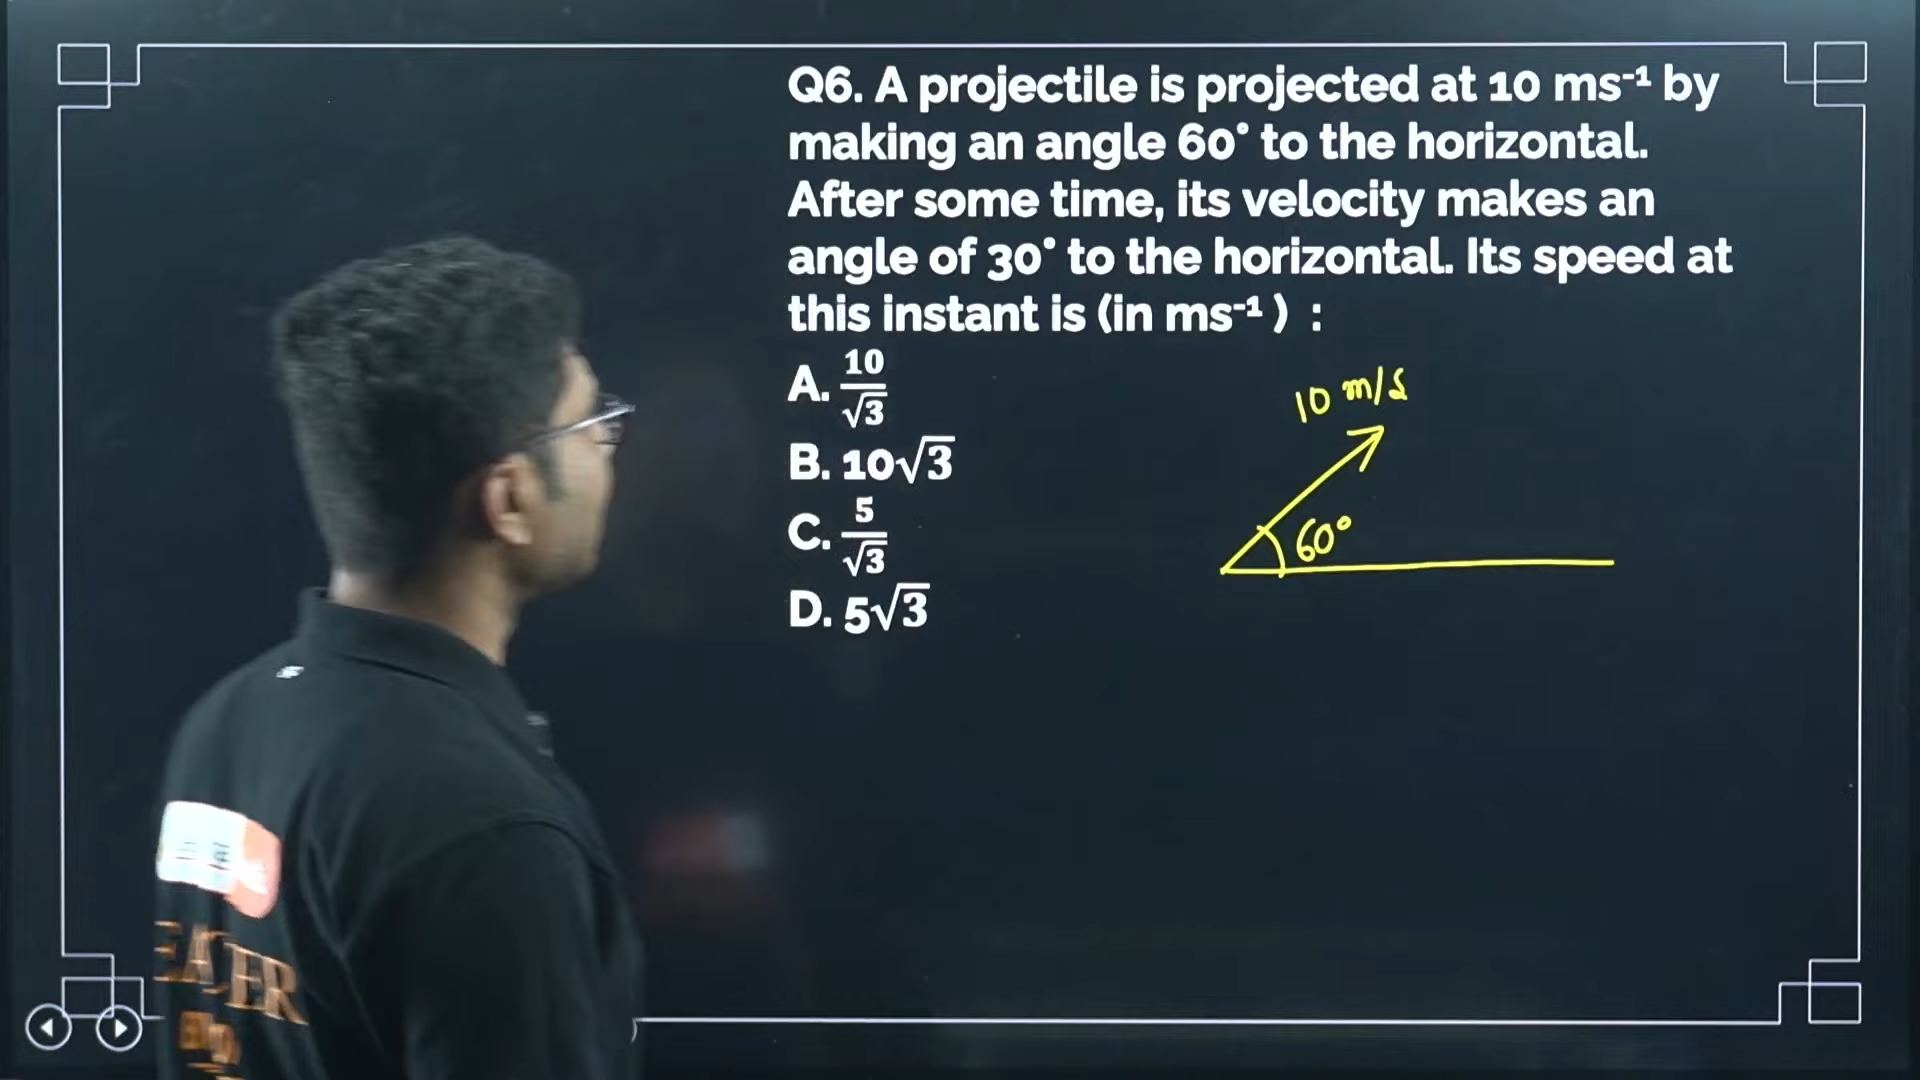 Q6. A projectile is projected at 10 ms⁻¹ by
making an angle 60° to the horizontal.
After some time, its velocity makes an
angle of 30° to the horizontal. Its speed at
this instant is (in ms⁻¹ ) :
A. 10/√3
B. 10√3
C. 5/√3
D. 5√3
10 m/s
60°